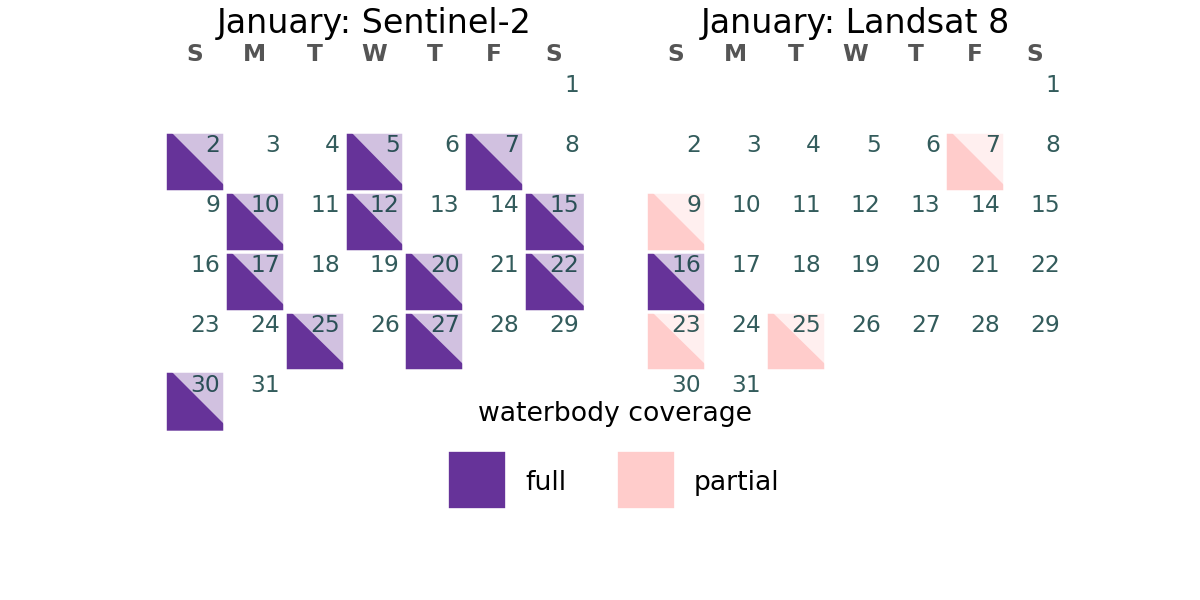 January: Sentinel-2
S M T W T F S
1
2 3 4 5 6 7 8
9 10 11 12 13 14 15
16 17 18 19 20 21 22
23 24 25 26 27 28 29
30 31
January: Landsat 8
S M T W T F S
1
2 3 4 5 6 7 8
9 10 11 12 13 14 15
16 17 18 19 20 21 22
23 24 25 26 27 28 29
30 31
waterbody coverage
full partial